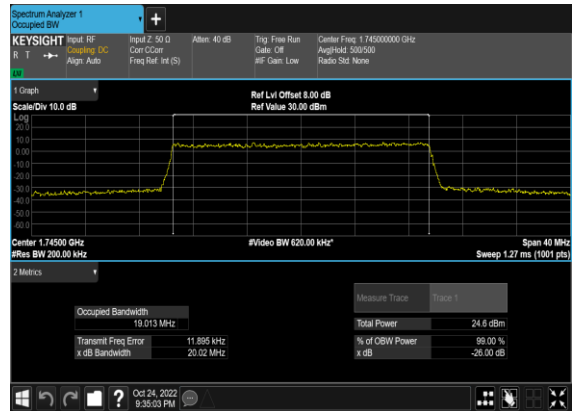 Spectrum Analyzer 1
Occupied BW
+
KEYSIGHT Input: RF Input Z: 50 Ω Atten: 40 dB Trig: Free Run Center Freq: 1.745000000 GHz
R T Coupling: DC Corr CCorr Gate: Off Avg|Hold: 500/500
Align: Auto Freq Ref: Int (S) #IF Gain: Low Radio Std: None
LW
1 Graph
Ref Lvl Offset 8.00 dB
Scale/Div 10.0 dB Ref Value 30.00 dBm
Log
20.0
10.0
0.00
-10.0
-20.0
-30.0
-40.0
-50.0
-60.0
Center 1.74500 GHz #Video BW 620.00 kHz* Span 40 MHz
#Res BW 200.00 kHz Sweep 1.27 ms (1001 pts)
2 Metrics
Measure Trace Trace 1
Occupied Bandwidth
19.013 MHz Total Power 24.6 dBm
Transmit Freq Error 11.895 kHz % of OBW Power 99.00 %
x dB Bandwidth 20.02 MHz x dB -26.00 dB
? Oct 24, 2022
9:35:03 PM